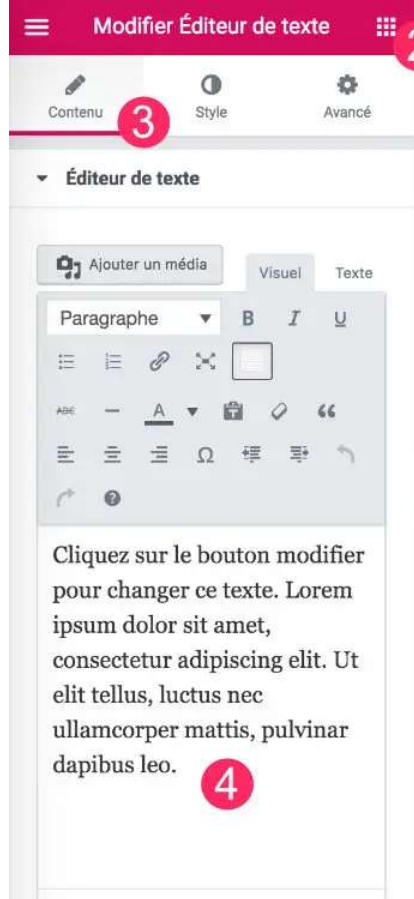 Modifier Éditeur de texte
2
Contenu
Style
Avancé
3
Éditeur de texte
Ajouter un média
Visuel
Texte
Paragraphe
B I U
ABC A T “
Ω
?
Cliquez sur le bouton modifier
pour changer ce texte. Lorem
ipsum dolor sit amet,
consectetur adipiscing elit. Ut
elit tellus, luctus nec
ullamcorper mattis, pulvinar
dapibus leo.
4